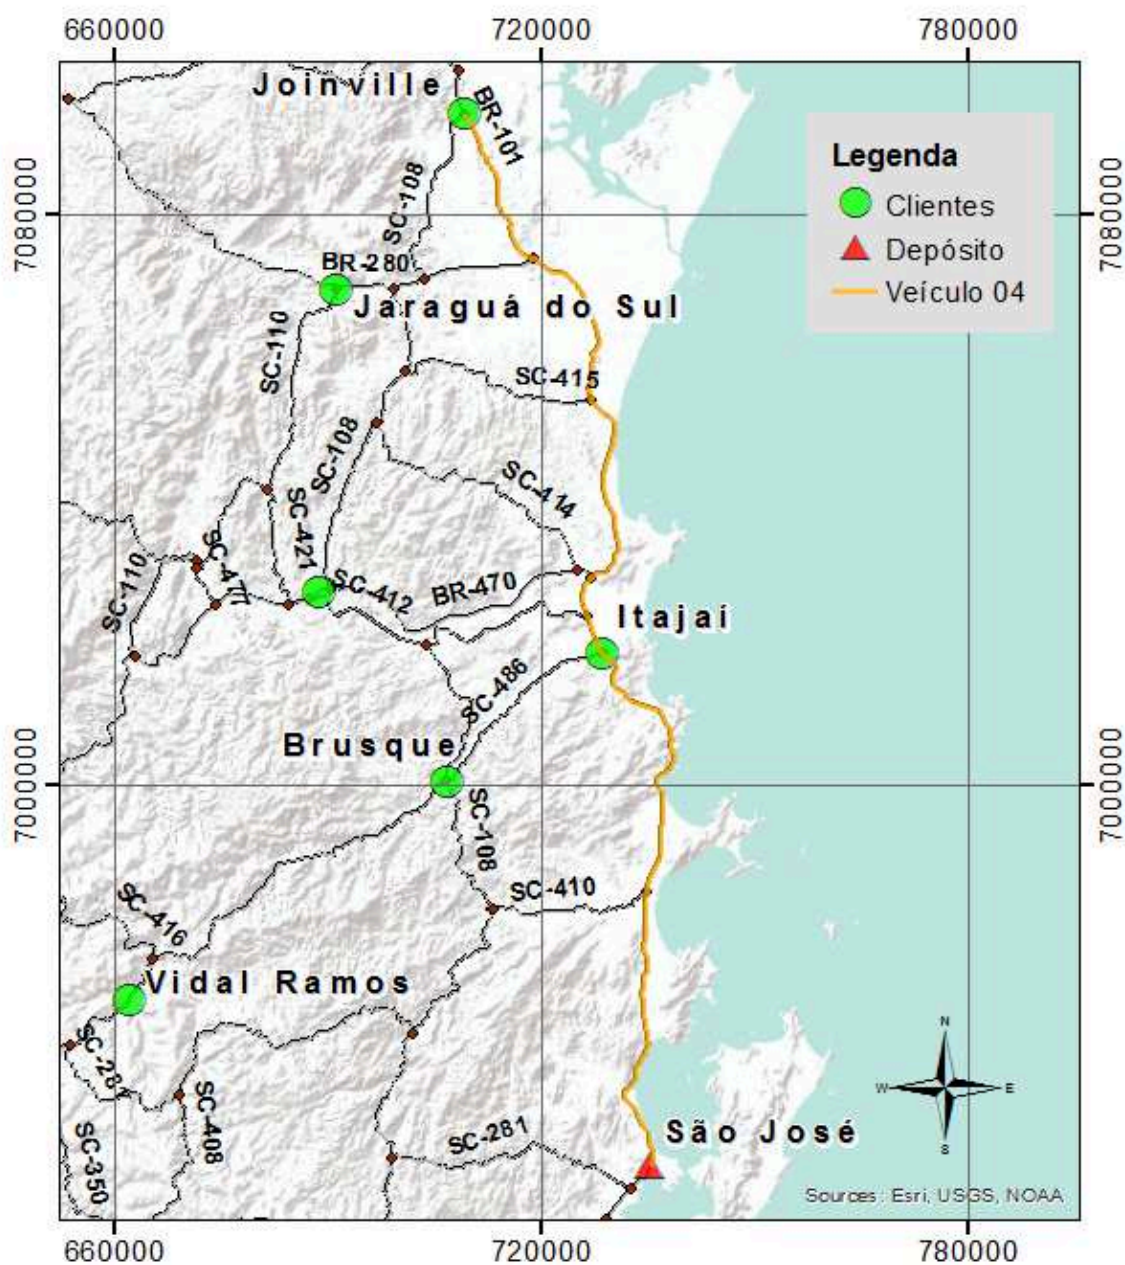 660000
720000
780000
Joinville
BR-101
Legenda
Clientes
Depósito
Veículo 04
7080000
7080000
SC-108
BR-280
Jaraguá do Sul
SC-110
SC-415
SC-108
SC-414
SC-421
SC-477
SC-412
BR-470
SC-110
Itajaí
SC-486
Brusque
7000000
7000000
SC-108
SC-410
SC-416
Vidal Ramos
N
W
E
S
SC-281
SC-408
SC-281
São José
SC-350
Sources: Esri, USGS, NOAA
660000
720000
780000